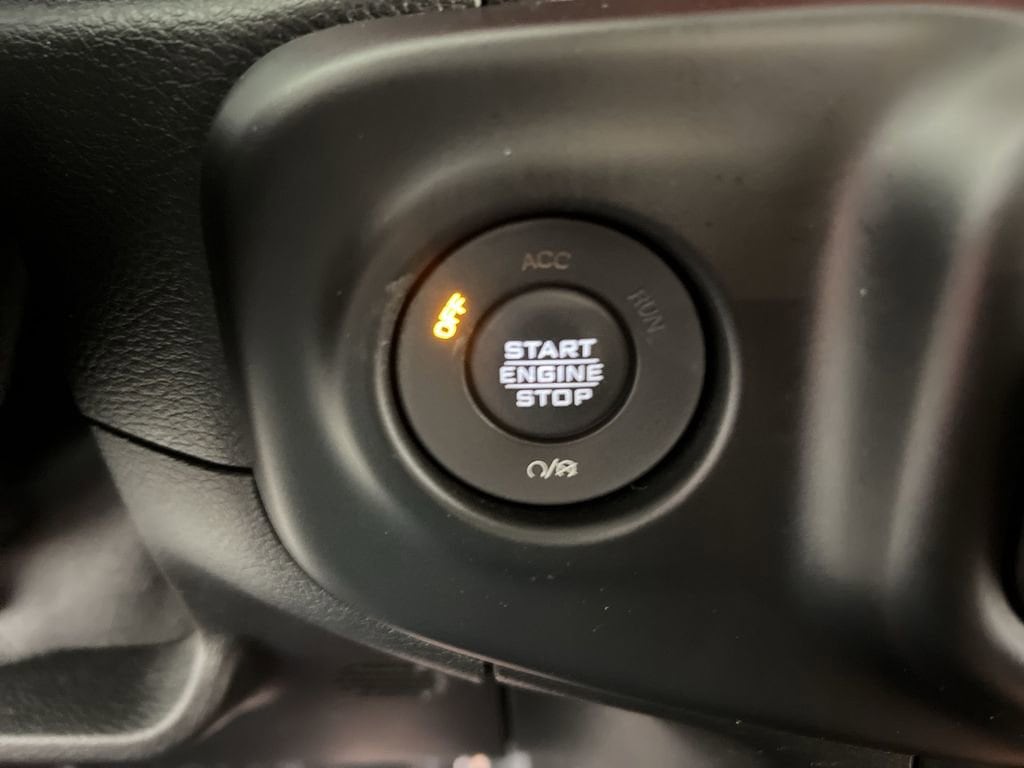 ACC
OFF
RUN
START
ENGINE
STOP